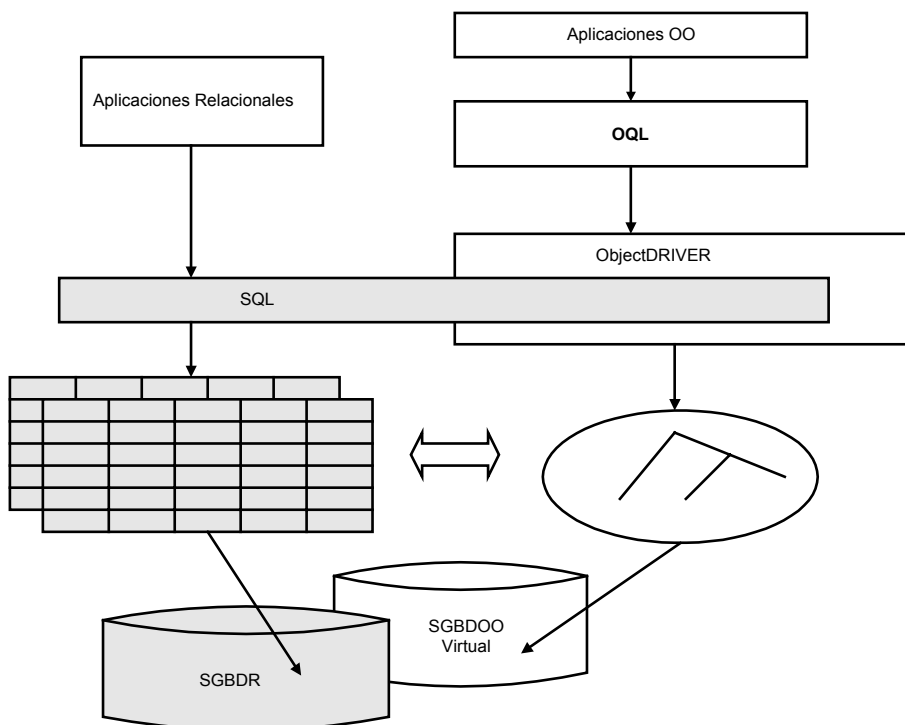 Aplicaciones OO
Aplicaciones Relacionales
OQL
ObjectDRIVER
SQL
SGBDOO
Virtual
SGBDR